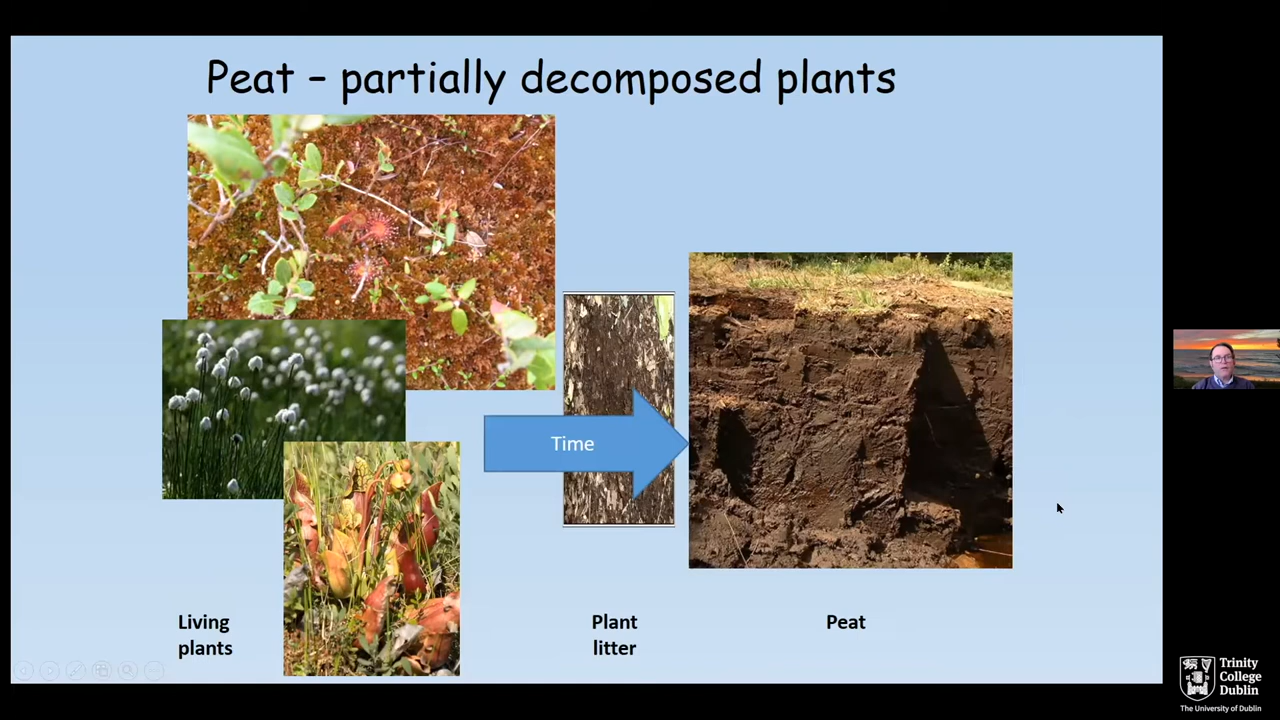 Peat – partially decomposed plants
Time
Living
plants
Plant
litter
Peat
Trinity
College
Dublin
The University of Dublin